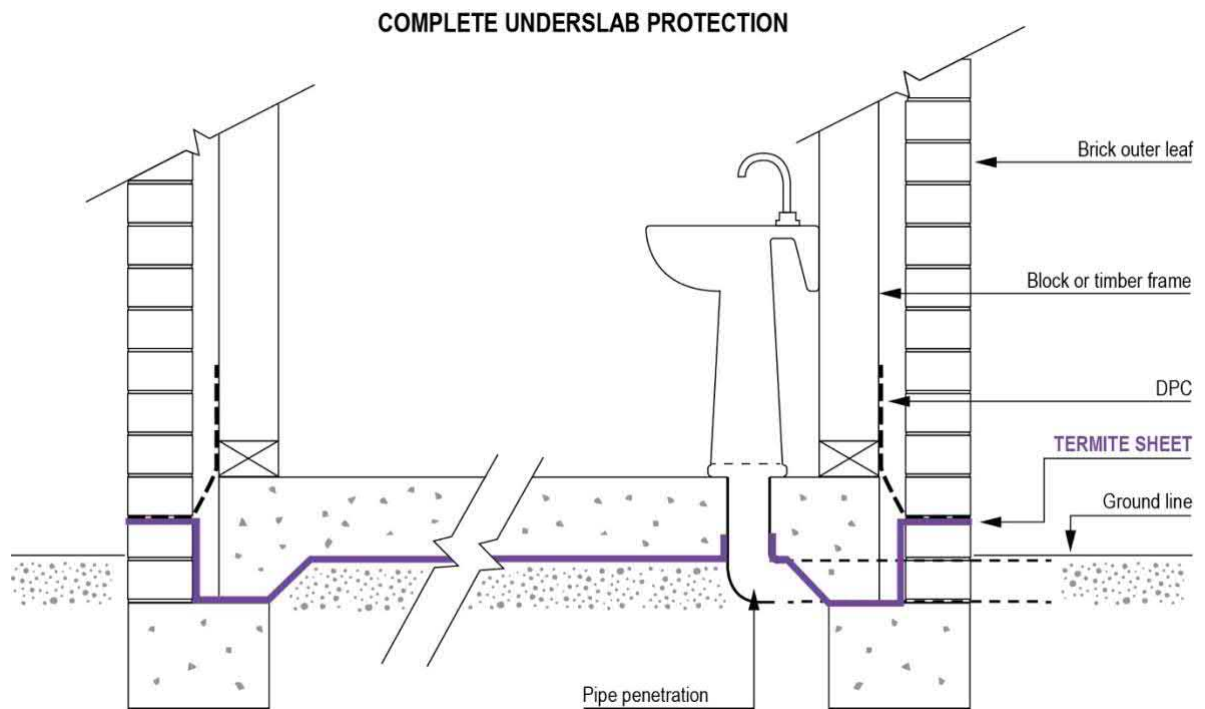 COMPLETE UNDERSLAB PROTECTION
Brick outer leaf
Block or timber frame
DPC
TERMITE SHEET
Ground line
Pipe penetration